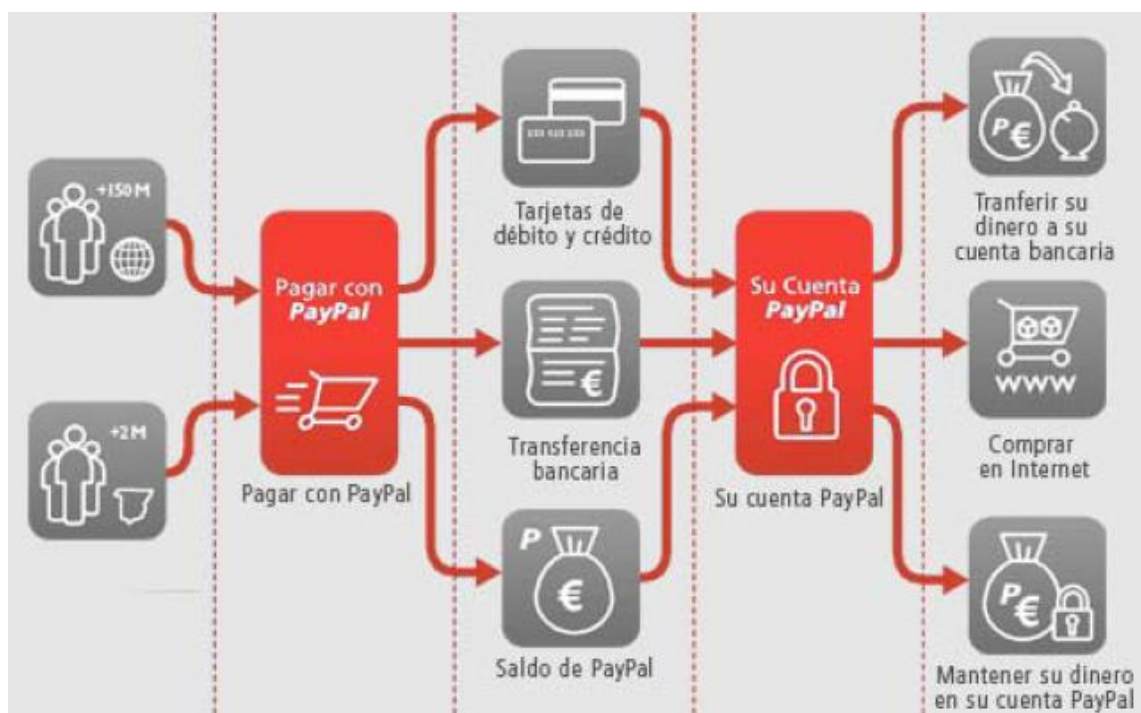 +150 M
+2 M
Pagar con
PayPal
Pagar con PayPal
Tarjetas de
débito y crédito
€
Transferencia
bancaria
P
€
Saldo de PayPal
Su Cuenta
PayPal
Su cuenta PayPal
P€
Tranferir su
dinero a su
cuenta bancaria
WWW
Comprar
en Internet
P€
Mantener su dinero
en su cuenta PayPal